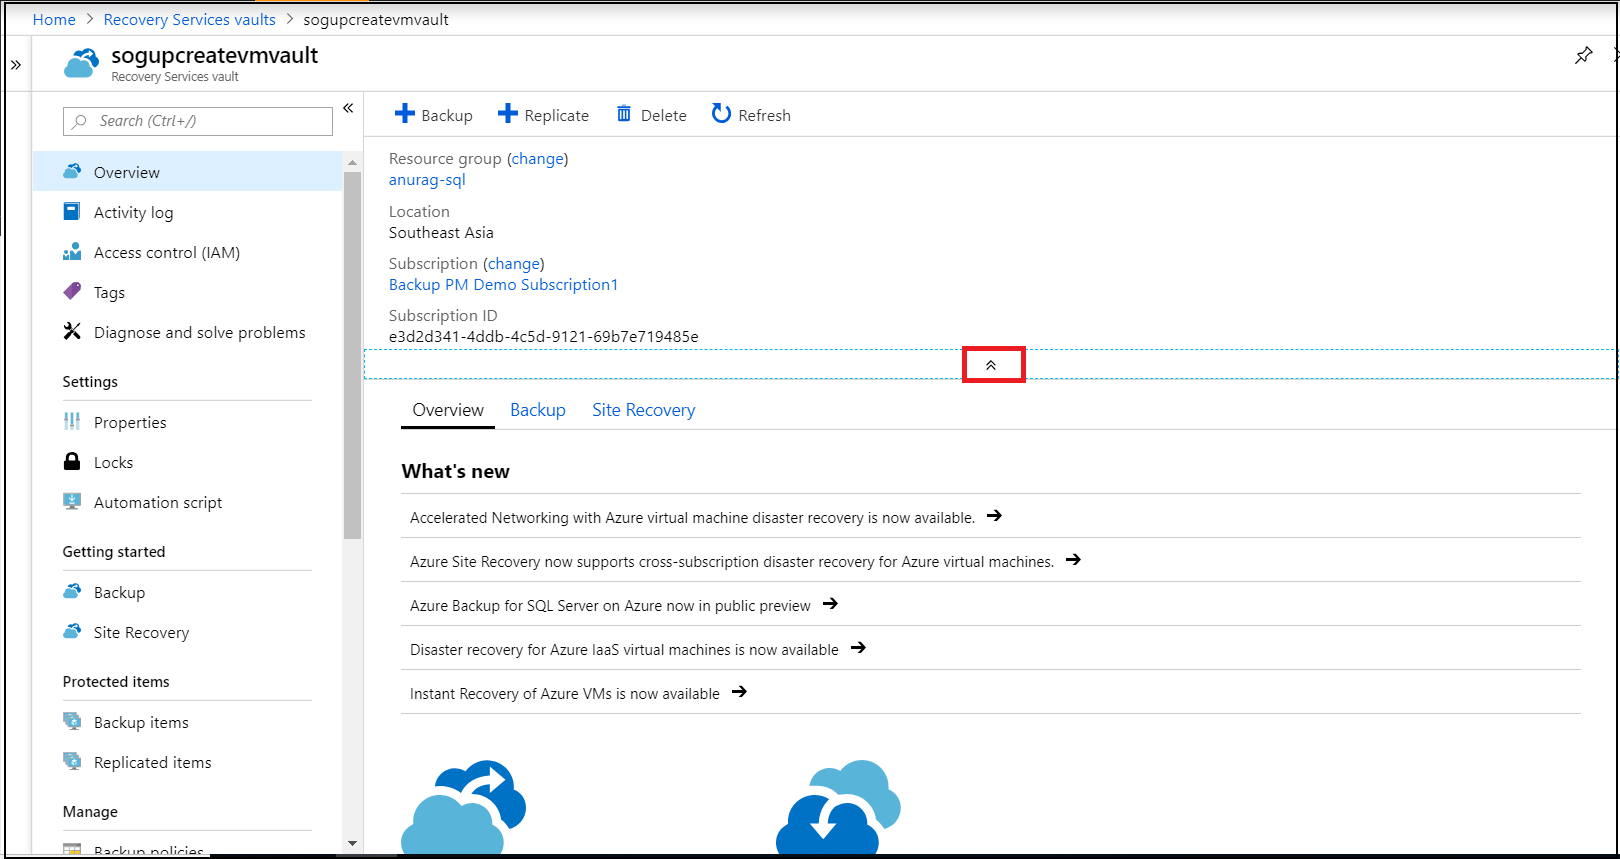 Home > Recovery Services vaults > sogupcreatevmvault
sogupcreatevmvault
Recovery Services vault
Search (Ctrl+/)
Overview
Activity log
Access control (IAM)
Tags
Diagnose and solve problems
Settings
Properties
Locks
Automation script
Getting started
Backup
Site Recovery
Protected items
Backup items
Replicated items
Manage
Backup policies
Backup Replicate Delete Refresh
Resource group (change)
anurag-sql
Location
Southeast Asia
Subscription (change)
Backup PM Demo Subscription1
Subscription ID
e3d2d341-4ddb-4c5d-9121-69b7e719485e
Overview Backup Site Recovery
What's new
Accelerated Networking with Azure virtual machine disaster recovery is now available.
Azure Site Recovery now supports cross-subscription disaster recovery for Azure virtual machines.
Azure Backup for SQL Server on Azure now in public preview
Disaster recovery for Azure IaaS virtual machines is now available
Instant Recovery of Azure VMs is now available